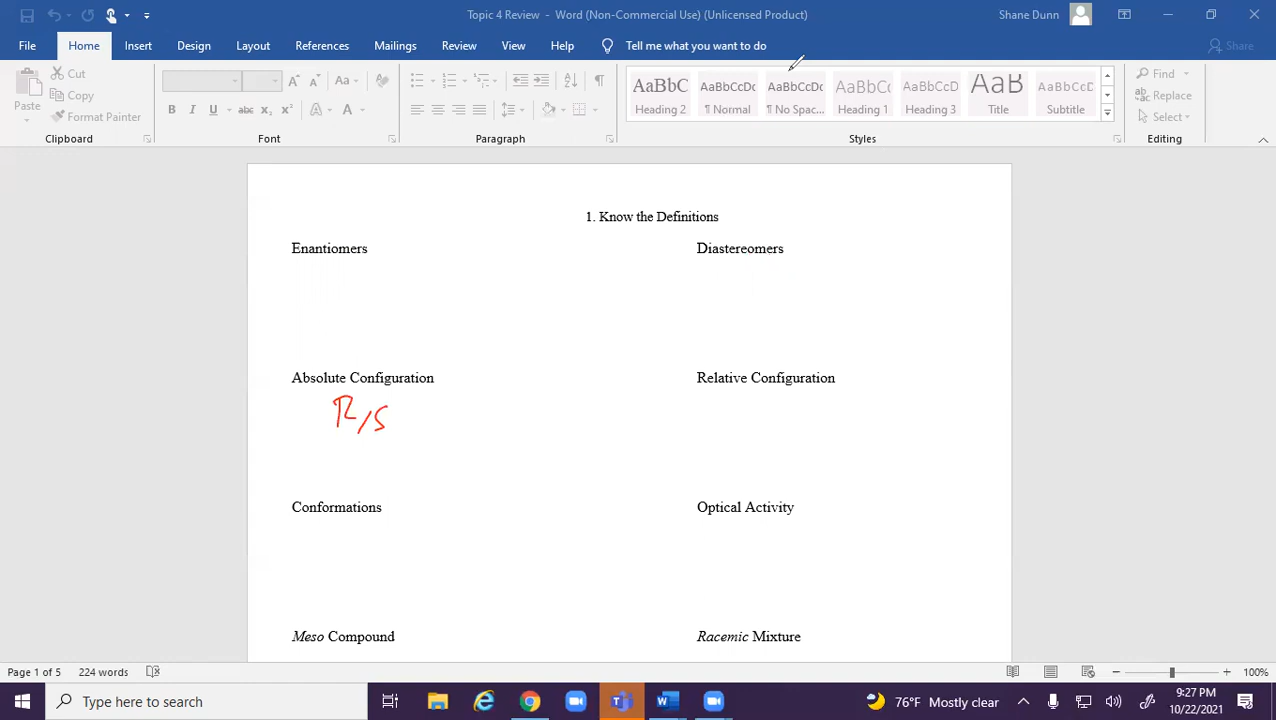 Topic 4 Review - Word (Non-Commercial Use) (Unlicensed Product)
Shane Dunn
File Home Insert Design Layout References Mailings Review View Help Tell me what you want to do Share
Paste
Cut
Copy
Format Painter
Clipboard
Aa
B I U abc x₂ x² A A
Font
Paragraph
AaBbC AaBbCcDc AaBbCcDc AaBbCc AaBbCcD AaB AaBbCcD
Heading 2 ¶ Normal ¶ No Spac... Heading 1 Heading 3 Title Subtitle
Styles
Find
Replace
Select
Editing
1. Know the Definitions
Enantiomers Diastereomers
Absolute Configuration Relative Configuration
R/S
Conformations Optical Activity
Meso Compound Racemic Mixture
Page 1 of 5 224 words 100%
Type here to search
76°F Mostly clear
9:27 PM
10/22/2021